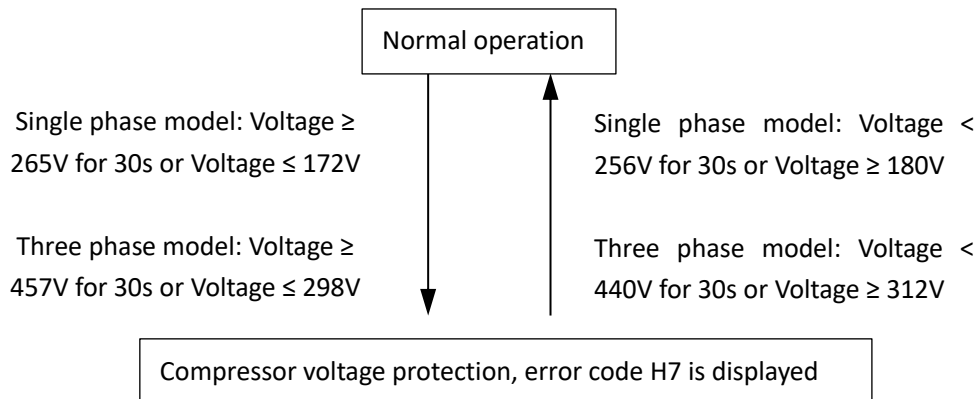 Normal operation
Single phase model: Voltage ≥
265V for 30s or Voltage ≤ 172V
Three phase model: Voltage ≥
457V for 30s or Voltage ≤ 298V
Single phase model: Voltage <
256V for 30s or Voltage ≥ 180V
Three phase model: Voltage <
440V for 30s or Voltage ≥ 312V
Compressor voltage protection, error code H7 is displayed